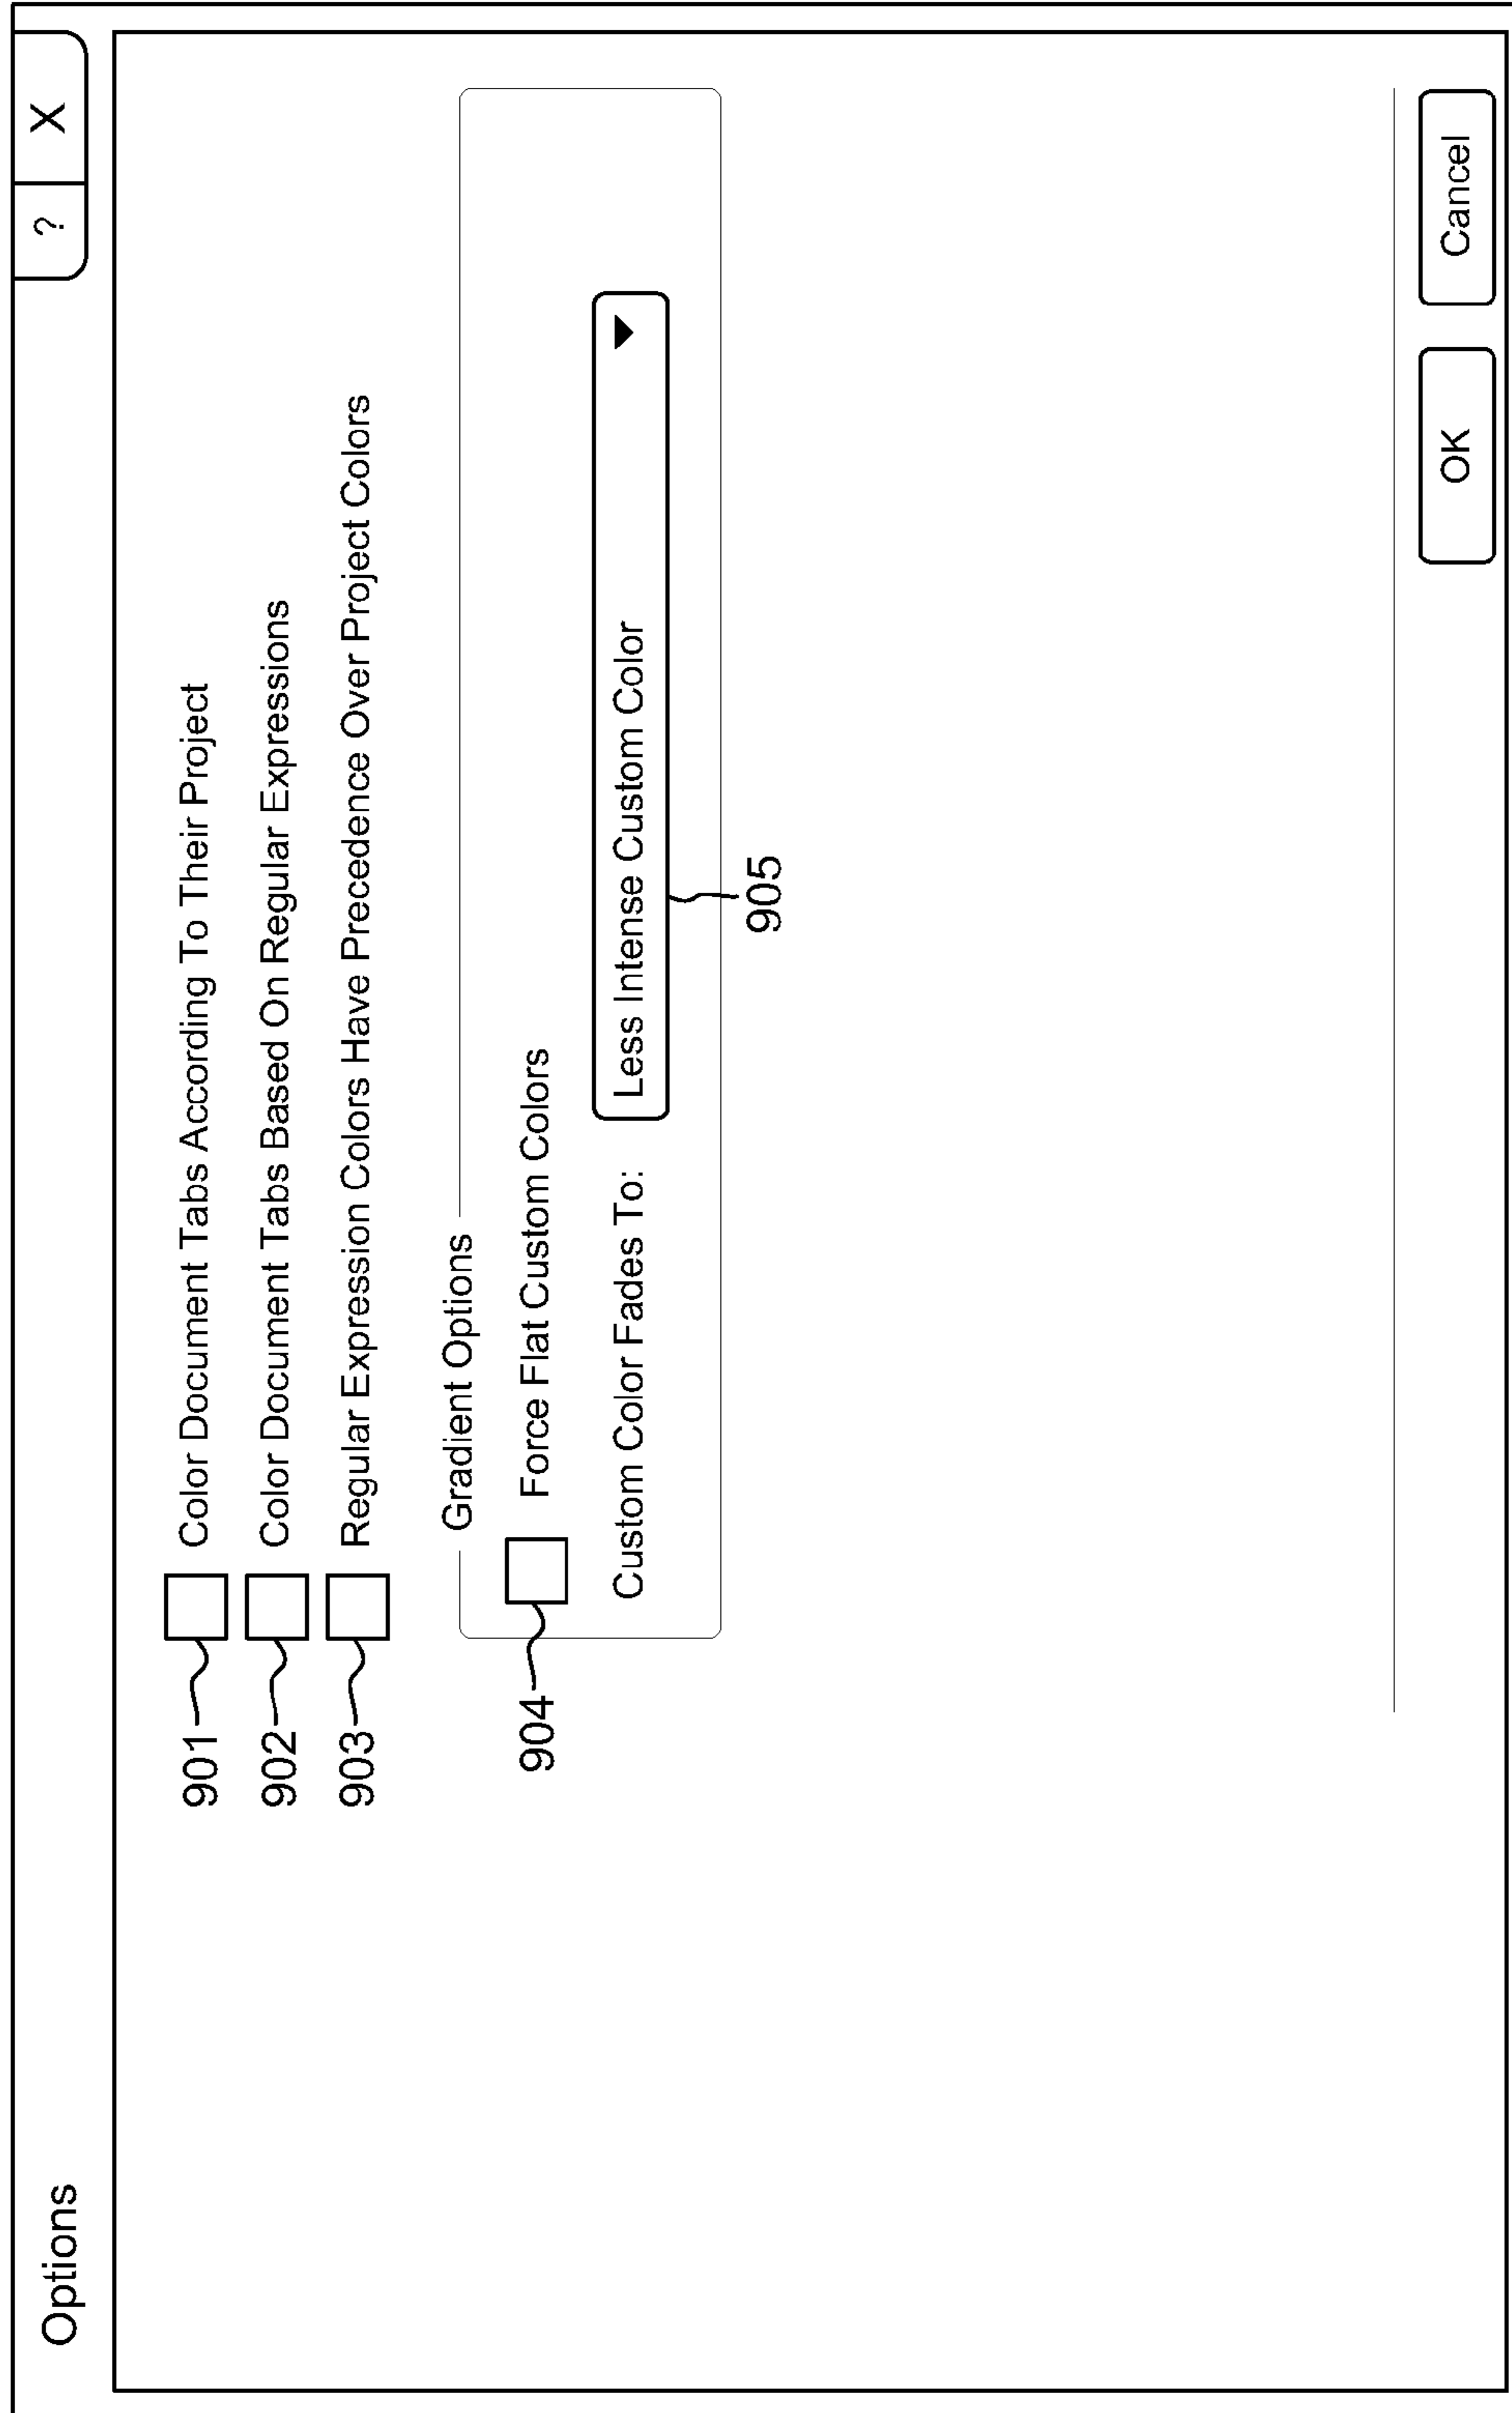 Options
? X
901 Color Document Tabs According To Their Project
902 Color Document Tabs Based On Regular Expressions
903 Regular Expression Colors Have Precedence Over Project Colors
Gradient Options
904 Force Flat Custom Colors
Custom Color Fades To: Less Intense Custom Color
905
OK Cancel